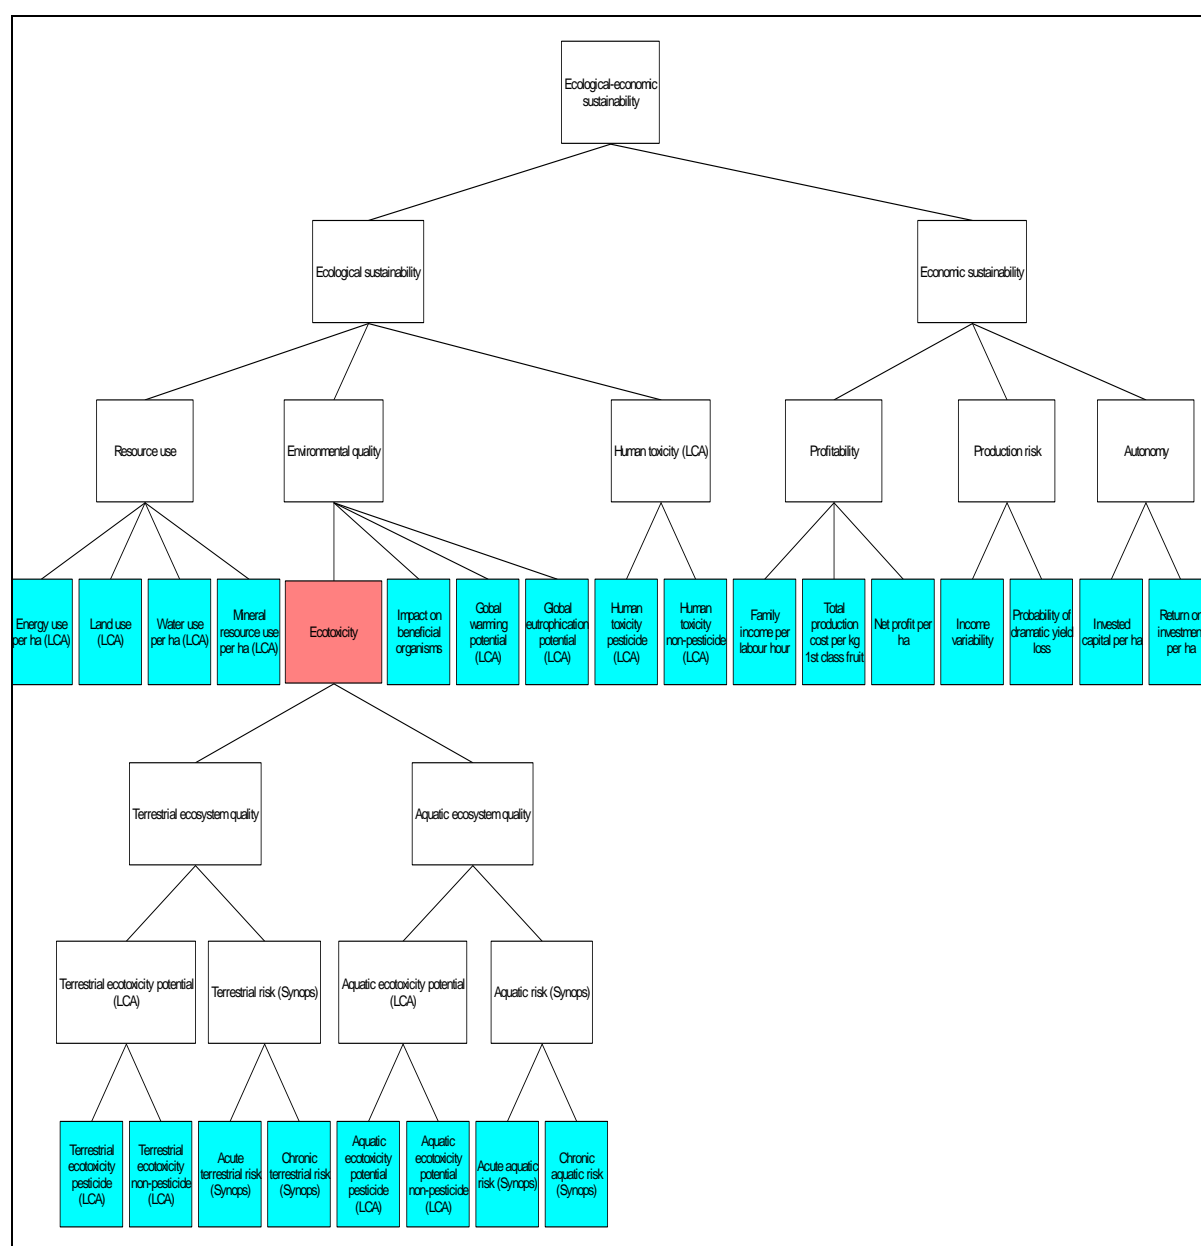 Ecological-economic
sustainability
Ecological sustainability
Economic sustainability
Resource use
Environmental quality
Human toxicity (LCA)
Profitability
Production risk
Autonomy
Energy use
per ha (LCA)
Land use
(LCA)
Water use
per ha (LCA)
Mineral
resource use
per ha (LCA)
Ecotoxicity
Impact on
beneficial
organisms
Gobal
warming
potential
(LCA)
Global
eutrophication
potential
(LCA)
Human
toxicity
pesticide
(LCA)
Human
toxicity
non-pesticide
(LCA)
Family
income per
labour hour
Total
production
cost per kg
1st class fruit
Net profit per
ha
Income
variability
Probability of
dramatic yield
loss
Invested
capital per ha
Return on
investment
per ha
Terrestrial ecosystem quality
Aquatic ecosystem quality
Terrestrial ecotoxicity potential
(LCA)
Terrestrial risk (Synops)
Aquatic ecotoxicity potential
(LCA)
Aquatic risk (Synops)
Terrestrial
ecotoxicity
pesticide
(LCA)
Terrestrial
ecotoxicity
non-pesticide
(LCA)
Acute
terrestrial risk
(Synops)
Chronic
terrestrial risk
(Synops)
Aquatic
ecotoxicity
potential
pesticide
(LCA)
Aquatic
ecotoxicity
potential
non-pesticide
(LCA)
Acute aquatic
risk (Synops)
Chronic
aquatic risk
(Synops)